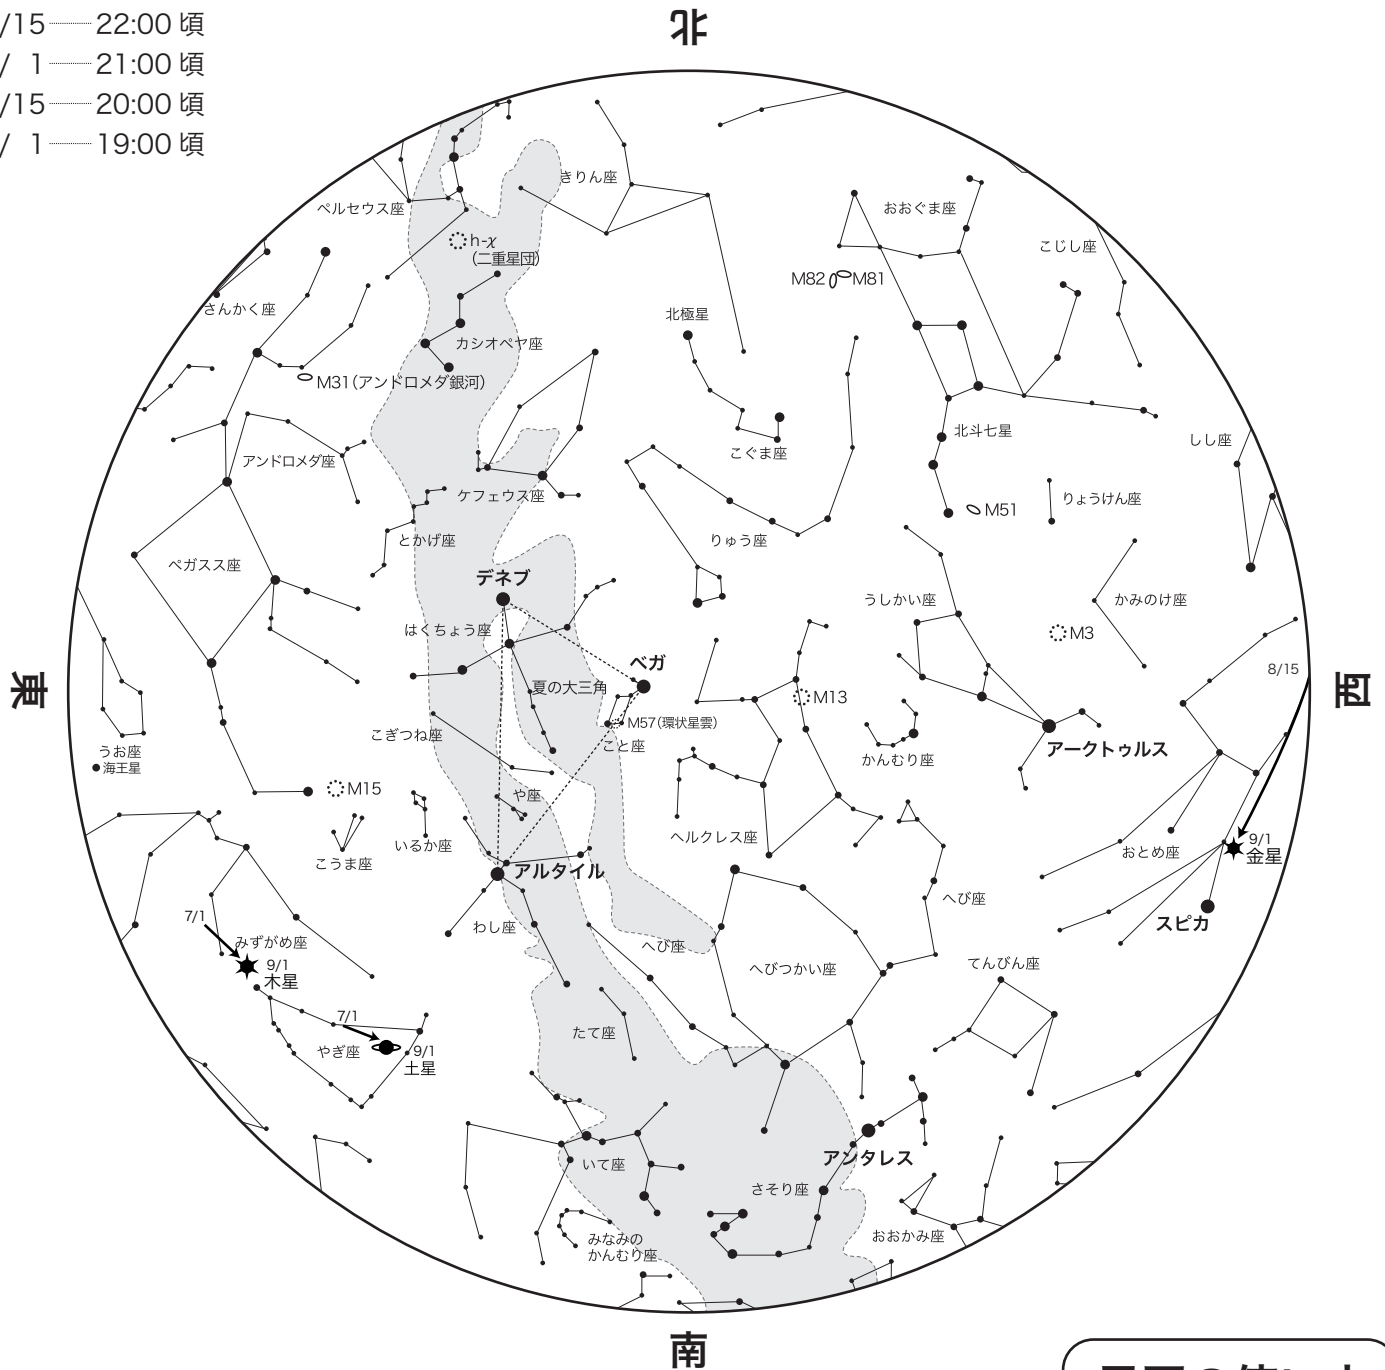 /15 22:00 頃
/ 1 21:00 頃
/15 20:00 頃
/ 1 19:00 頃
北
きりん座
ペルセウス座
おおぐま座
h-χ
(二重星団)
こじし座
M82
M81
さんかく座
北極星
カシオペヤ座
M31(アンドロメダ銀河)
北斗七星
しし座
こぐま座
アンドロメダ座
ケフェウス座
りょうけん座
M51
とかげ座
りゅう座
ペガスス座
デネブ
うしかい座
かみのけ座
はくちょう座
M3
ベガ
8/15
東
西
夏の大三角
M13
M57(環状星雲)
こぎつね座
こと座
うお座
海王星
かんむり座
アークトゥルス
M15
や座
ヘルクレス座
いるか座
こうま座
9/1
金星
おとめ座
アルタイル
へび座
7/1
わし座
スピカ
みずがめ座
へび座
9/1
木星
へびつかい座
てんびん座
7/1
たて座
やぎ座
9/1
土星
アンタレス
いて座
さそり座
みなみの
かんむり座
おおかみ座
南